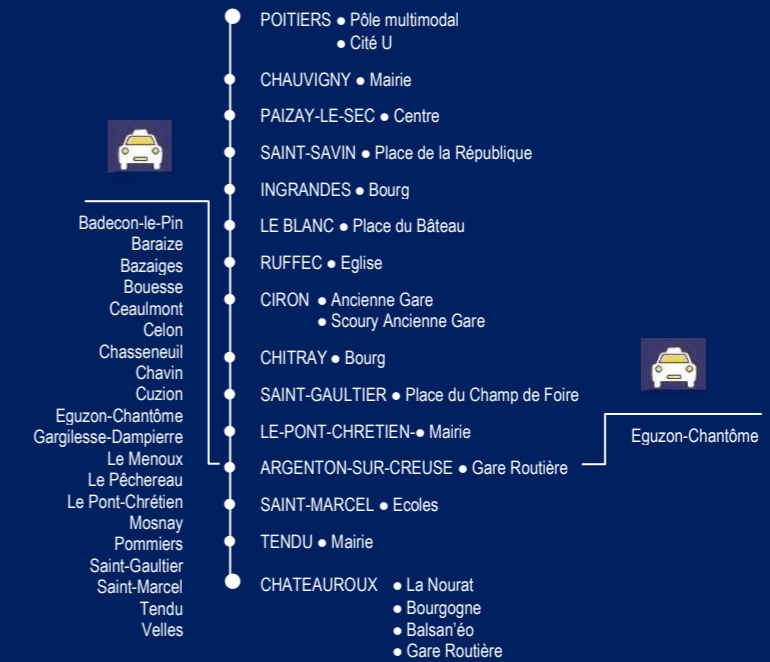 POITIERS ● Pôle multimodal
● Cité U
CHAUVIGNY ● Mairie
PAIZAY-LE-SEC ● Centre
SAINT-SAVIN ● Place de la République
INGRANDES ● Bourg
LE BLANC ● Place du Bâteau
RUFFEC ● Eglise
CIRON ● Ancienne Gare
● Scoury Ancienne Gare
CHITRAY ● Bourg
SAINT-GAULTIER ● Place du Champ de Foire
LE-PONT-CHRETIEN-● Mairie
ARGENTON-SUR-CREUSE ● Gare Routière
SAINT-MARCEL ● Ecoles
TENDU ● Mairie
CHATEAUROUX ● La Nourat
● Bourgogne
● Balsan'éo
● Gare Routière
Badecon-le-Pin
Baraize
Bazaiges
Bouesse
Ceaulmont
Celon
Chasseneuil
Chavin
Cuzion
Eguzon-Chantôme
Gargilesse-Dampierre
Le Menoux
Le Pêchereau
Le Pont-Chrétien
Mosnay
Pommiers
Saint-Gaultier
Saint-Marcel
Tendu
Velles
Eguzon-Chantôme